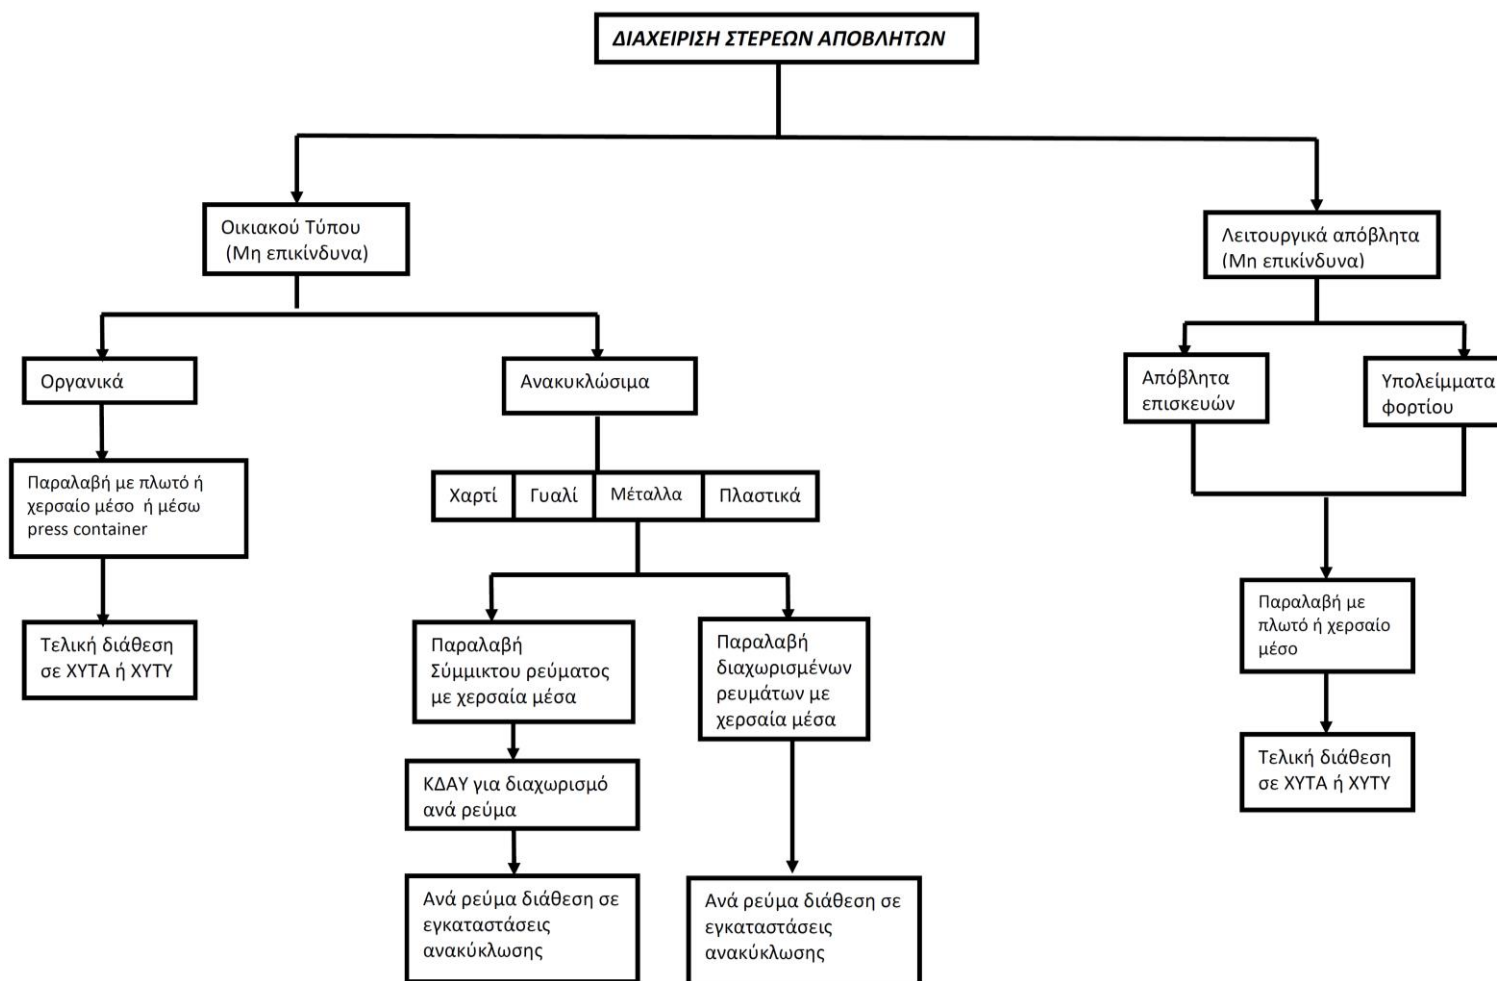 ΔΙΑΧΕΙΡΙΣΗ ΣΤΕΡΕΩΝ ΑΠΟΒΛΗΤΩΝ
Οικιακού Τύπου
(Μη επικίνδυνα)
Λειτουργικά απόβλητα
(Μη επικίνδυνα)
Οργανικά
Ανακυκλώσιμα
Απόβλητα
επισκευών
Υπολείμματα
φορτίου
Παραλαβή με πλωτό ή
χερσαίο μέσο ή μέσω
press container
Χαρτί
Γυαλί
Μέταλλα
Πλαστικά
Τελική διάθεση
σε ΧΥΤΑ ή ΧΥΤΥ
Παραλαβή
Σύμμικτου ρεύματος
με χερσαία μέσα
Παραλαβή
διαχωρισμένων
ρευμάτων με
χερσαία μέσα
Παραλαβή με
πλωτό ή χερσαίο
μέσο
ΚΔΑΥ για διαχωρισμό
ανά ρεύμα
Τελική διάθεση
σε ΧΥΤΑ ή ΧΥΤΥ
Ανά ρεύμα διάθεση σε
εγκαταστάσεις
ανακύκλωσης
Ανά ρεύμα διάθεση σε
εγκαταστάσεις
ανακύκλωσης